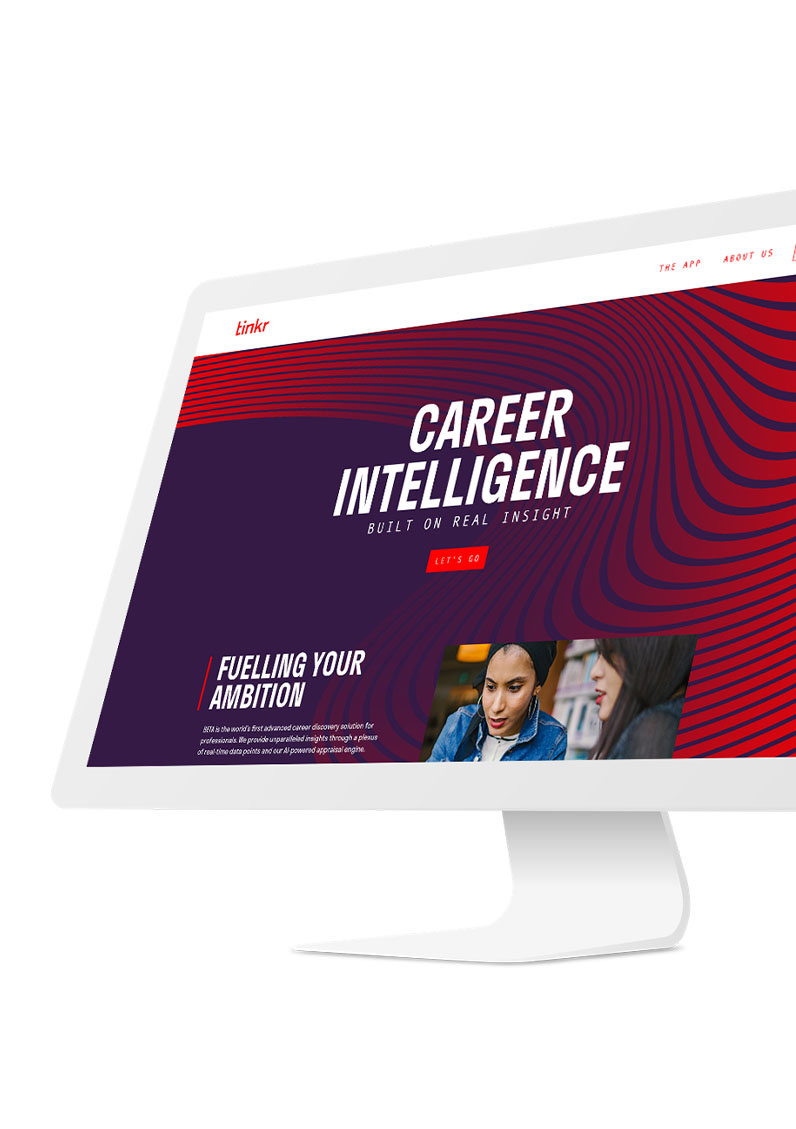 tinkr
THE APP
ABOUT US
CAREER
INTELLIGENCE
BUILT ON REAL INSIGHT
LET'S GO
FUELLING YOUR
AMBITION
BETA is the world's first advanced career discovery solution for
professionals. We provide unparalleled insights through a plexus
of real-time data points and our AI-powered appraisal engine.